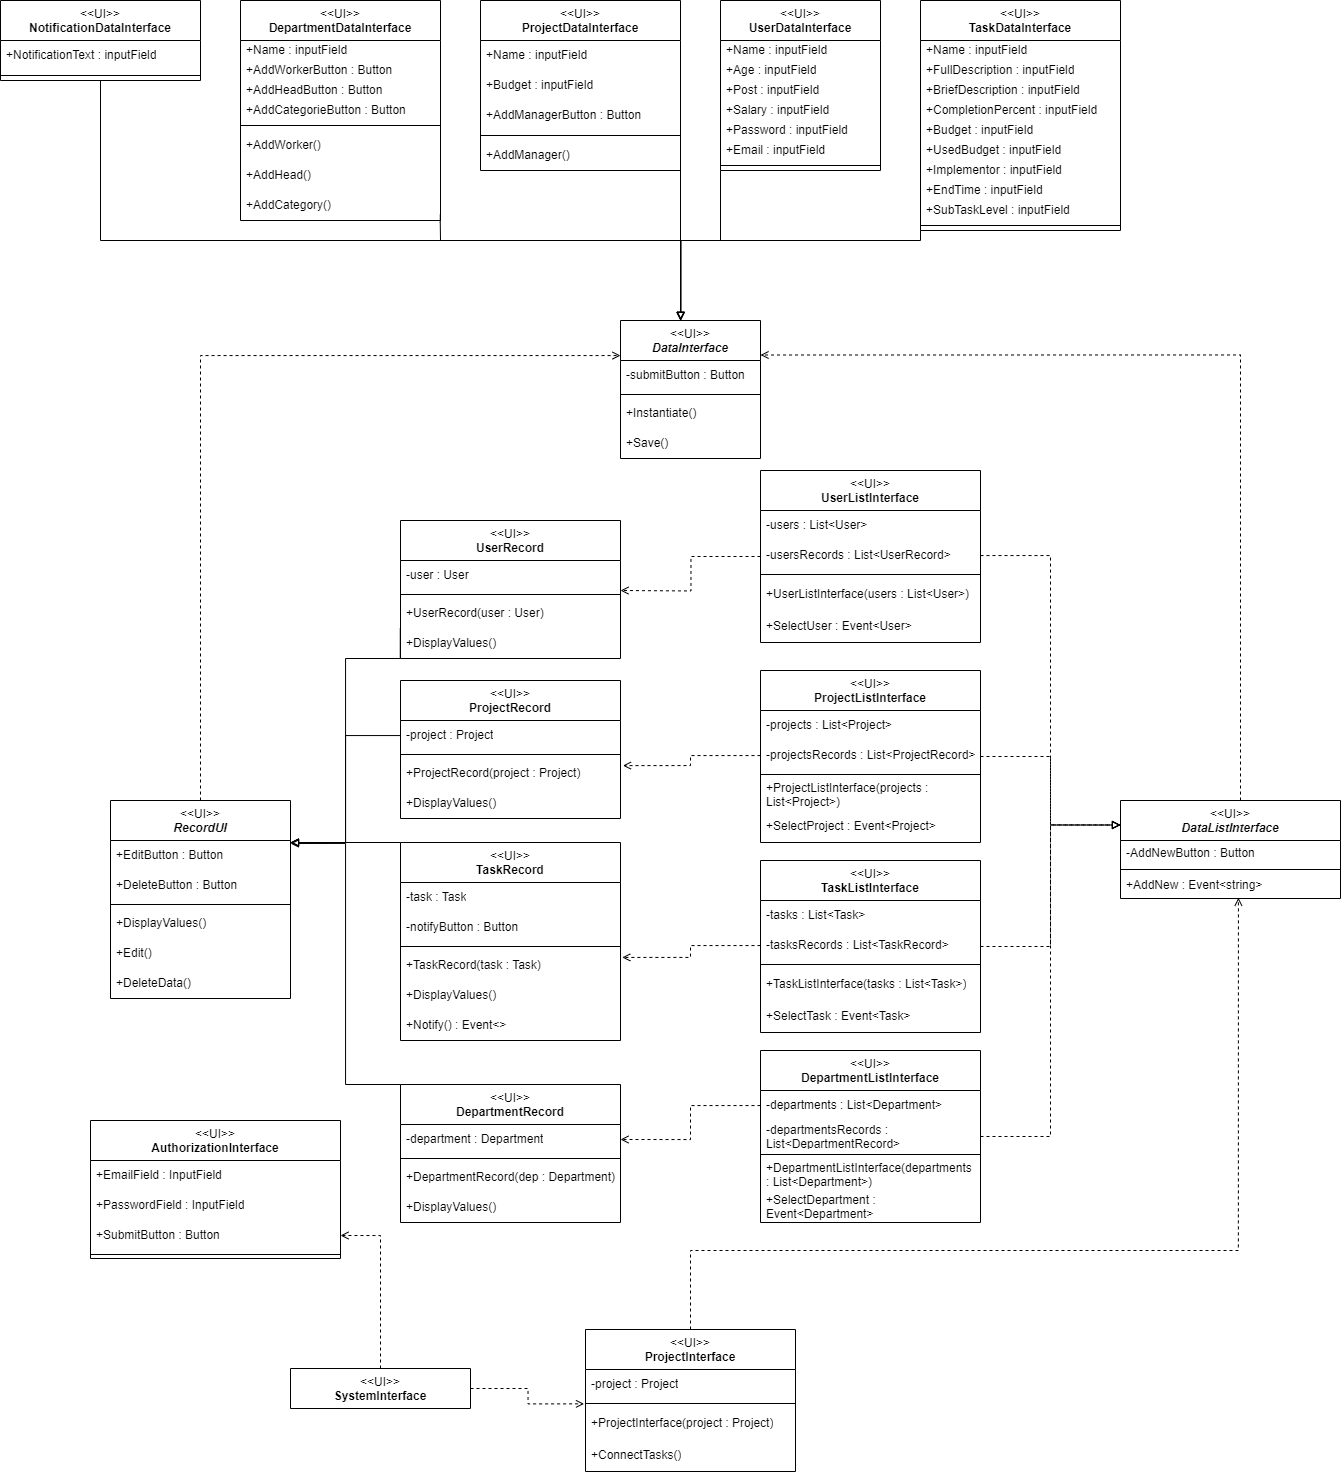 <<UI>>
NotificationDataInterface
+NotificationText : inputField
<<UI>>
DepartmentDataInterface
+Name : inputField
+AddWorkerButton : Button
+AddHeadButton : Button
+AddCategorieButton : Button
+AddWorker()
+AddHead()
+AddCategory()
<<UI>>
ProjectDataInterface
+Name : inputField
+Budget : inputField
+AddManagerButton : Button
+AddManager()
<<UI>>
UserDataInterface
+Name : inputField
+Age : inputField
+Post : inputField
+Salary : inputField
+Password : inputField
+Email : inputField
<<UI>>
TaskDataInterface
+Name : inputField
+FullDescription : inputField
+BriefDescription : inputField
+CompletionPercent : inputField
+Budget : inputField
+UsedBudget : inputField
+Implementor : inputField
+EndTime : inputField
+SubTaskLevel : inputField
<<UI>>
DataInterface
-submitButton : Button
+Instantiate()
+Save()
<<UI>>
UserRecord
-user : User
+UserRecord(user : User)
+DisplayValues()
<<UI>>
UserListInterface
-users : List<User>
-usersRecords : List<UserRecord>
+UserListInterface(users : List<User>)
+SelectUser : Event<User>
<<UI>>
ProjectRecord
-project : Project
+ProjectRecord(project : Project)
+DisplayValues()
<<UI>>
ProjectListInterface
-projects : List<Project>
-projectsRecords : List<ProjectRecord>
+ProjectListInterface(projects :
List<Project>)
+SelectProject : Event<Project>
<<UI>>
RecordUI
+EditButton : Button
+DeleteButton : Button
+DisplayValues()
+Edit()
+DeleteData()
<<UI>>
TaskRecord
-task : Task
-notifyButton : Button
+TaskRecord(task : Task)
+DisplayValues()
+Notify() : Event<>
<<UI>>
TaskListInterface
-tasks : List<Task>
-tasksRecords : List<TaskRecord>
+TaskListInterface(tasks : List<Task>)
+SelectTask : Event<Task>
<<UI>>
DataListInterface
-AddNewButton : Button
+AddNew : Event<string>
<<UI>>
DepartmentRecord
-department : Department
+DepartmentRecord(dep : Department)
+DisplayValues()
<<UI>>
DepartmentListInterface
-departments : List<Department>
-departmentsRecords :
List<DepartmentRecord>
+DepartmentListInterface(departments
: List<Department>)
+SelectDepartment :
Event<Department>
<<UI>>
AuthorizationInterface
+EmailField : InputField
+PasswordField : InputField
+SubmitButton : Button
<<UI>>
SystemInterface
<<UI>>
ProjectInterface
-project : Project
+ProjectInterface(project : Project)
+ConnectTasks()